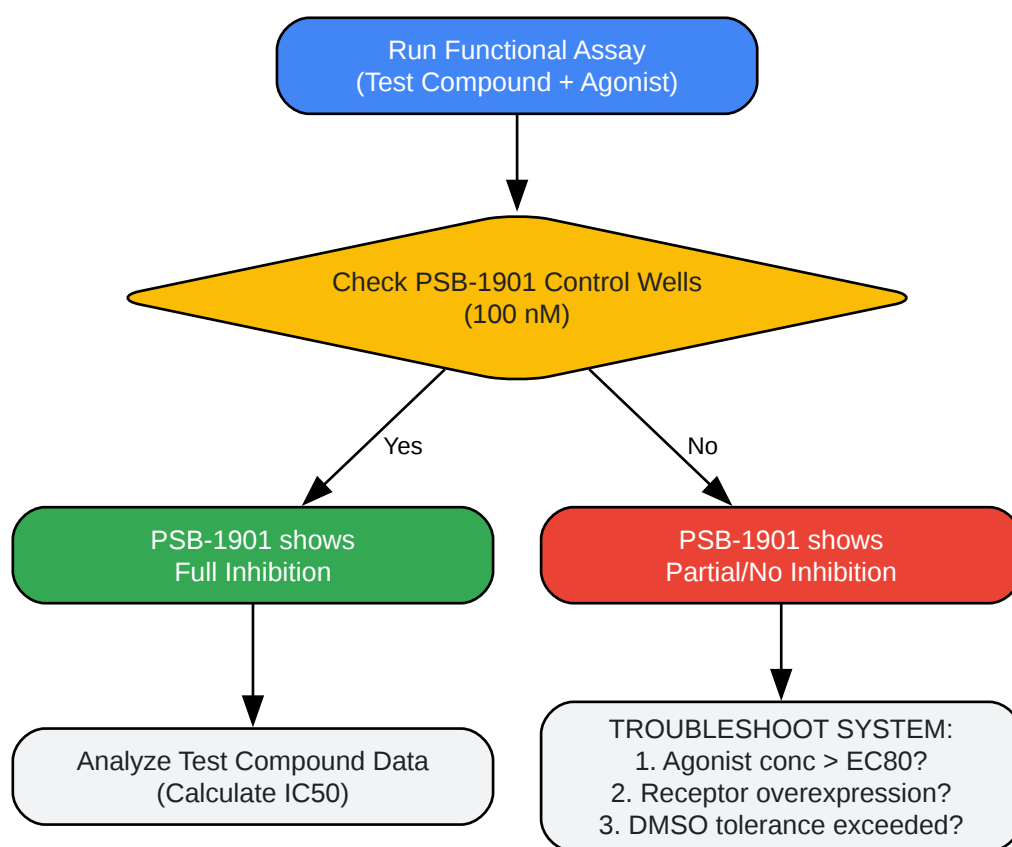 Run Functional Assay
(Test Compound + Agonist)
Check PSB-1901 Control Wells
(100 nM)
Yes
No
PSB-1901 shows
Full Inhibition
PSB-1901 shows
Partial/No Inhibition
Analyze Test Compound Data
(Calculate IC50)
TROUBLESHOOT SYSTEM:
1. Agonist conc > EC80?
2. Receptor overexpression?
3. DMSO tolerance exceeded?